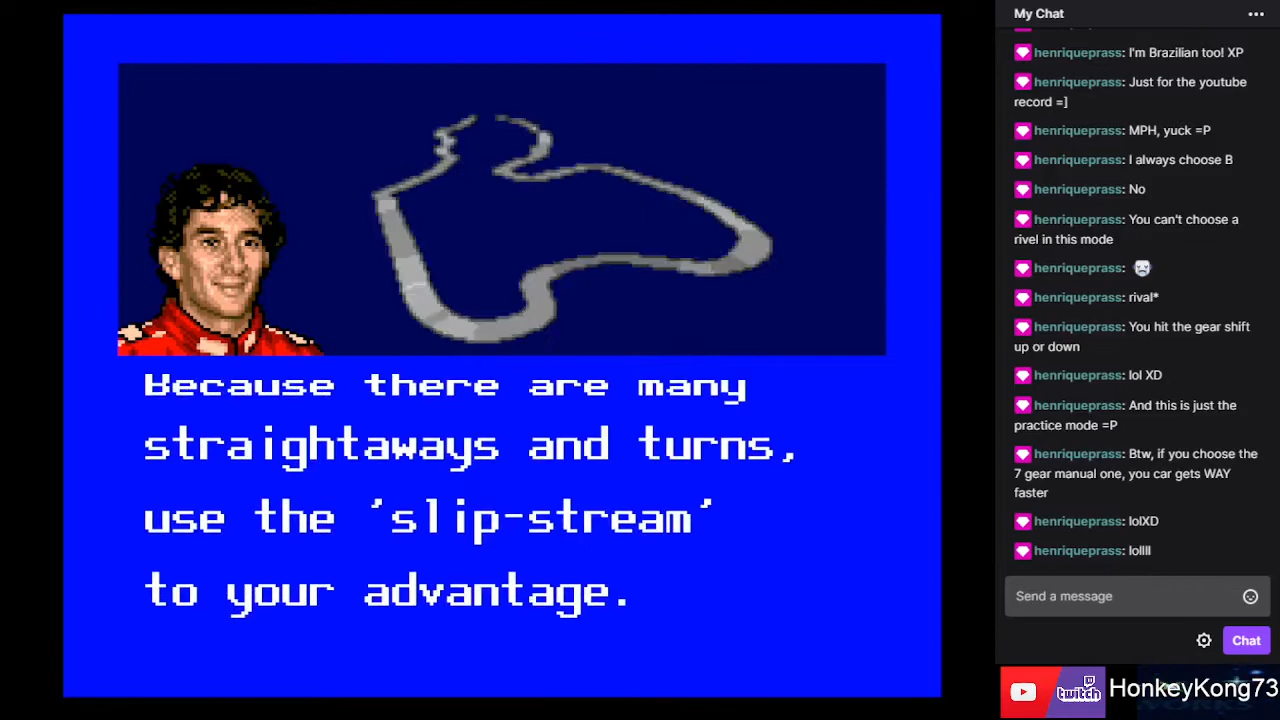 Because there are many
straightaways and turns,
use the 'slip-stream'
to your advantage.
My Chat
henriqueprass: I'm Brazilian too! XP
henriqueprass: Just for the youtube
record =]
henriqueprass: MPH, yuck =P
henriqueprass: I always choose B
henriqueprass: No
henriqueprass: You can't choose a
rivel in this mode
henriqueprass:
henriqueprass: rival*
henriqueprass: You hit the gear shift
up or down
henriqueprass: lol XD
henriqueprass: And this is just the
practice mode =P
henriqueprass: Btw, if you choose the
7 gear manual one, you car gets WAY
faster
henriqueprass: lolXD
henriqueprass: lollll
Send a message
Chat
twitch HonkeyKong73